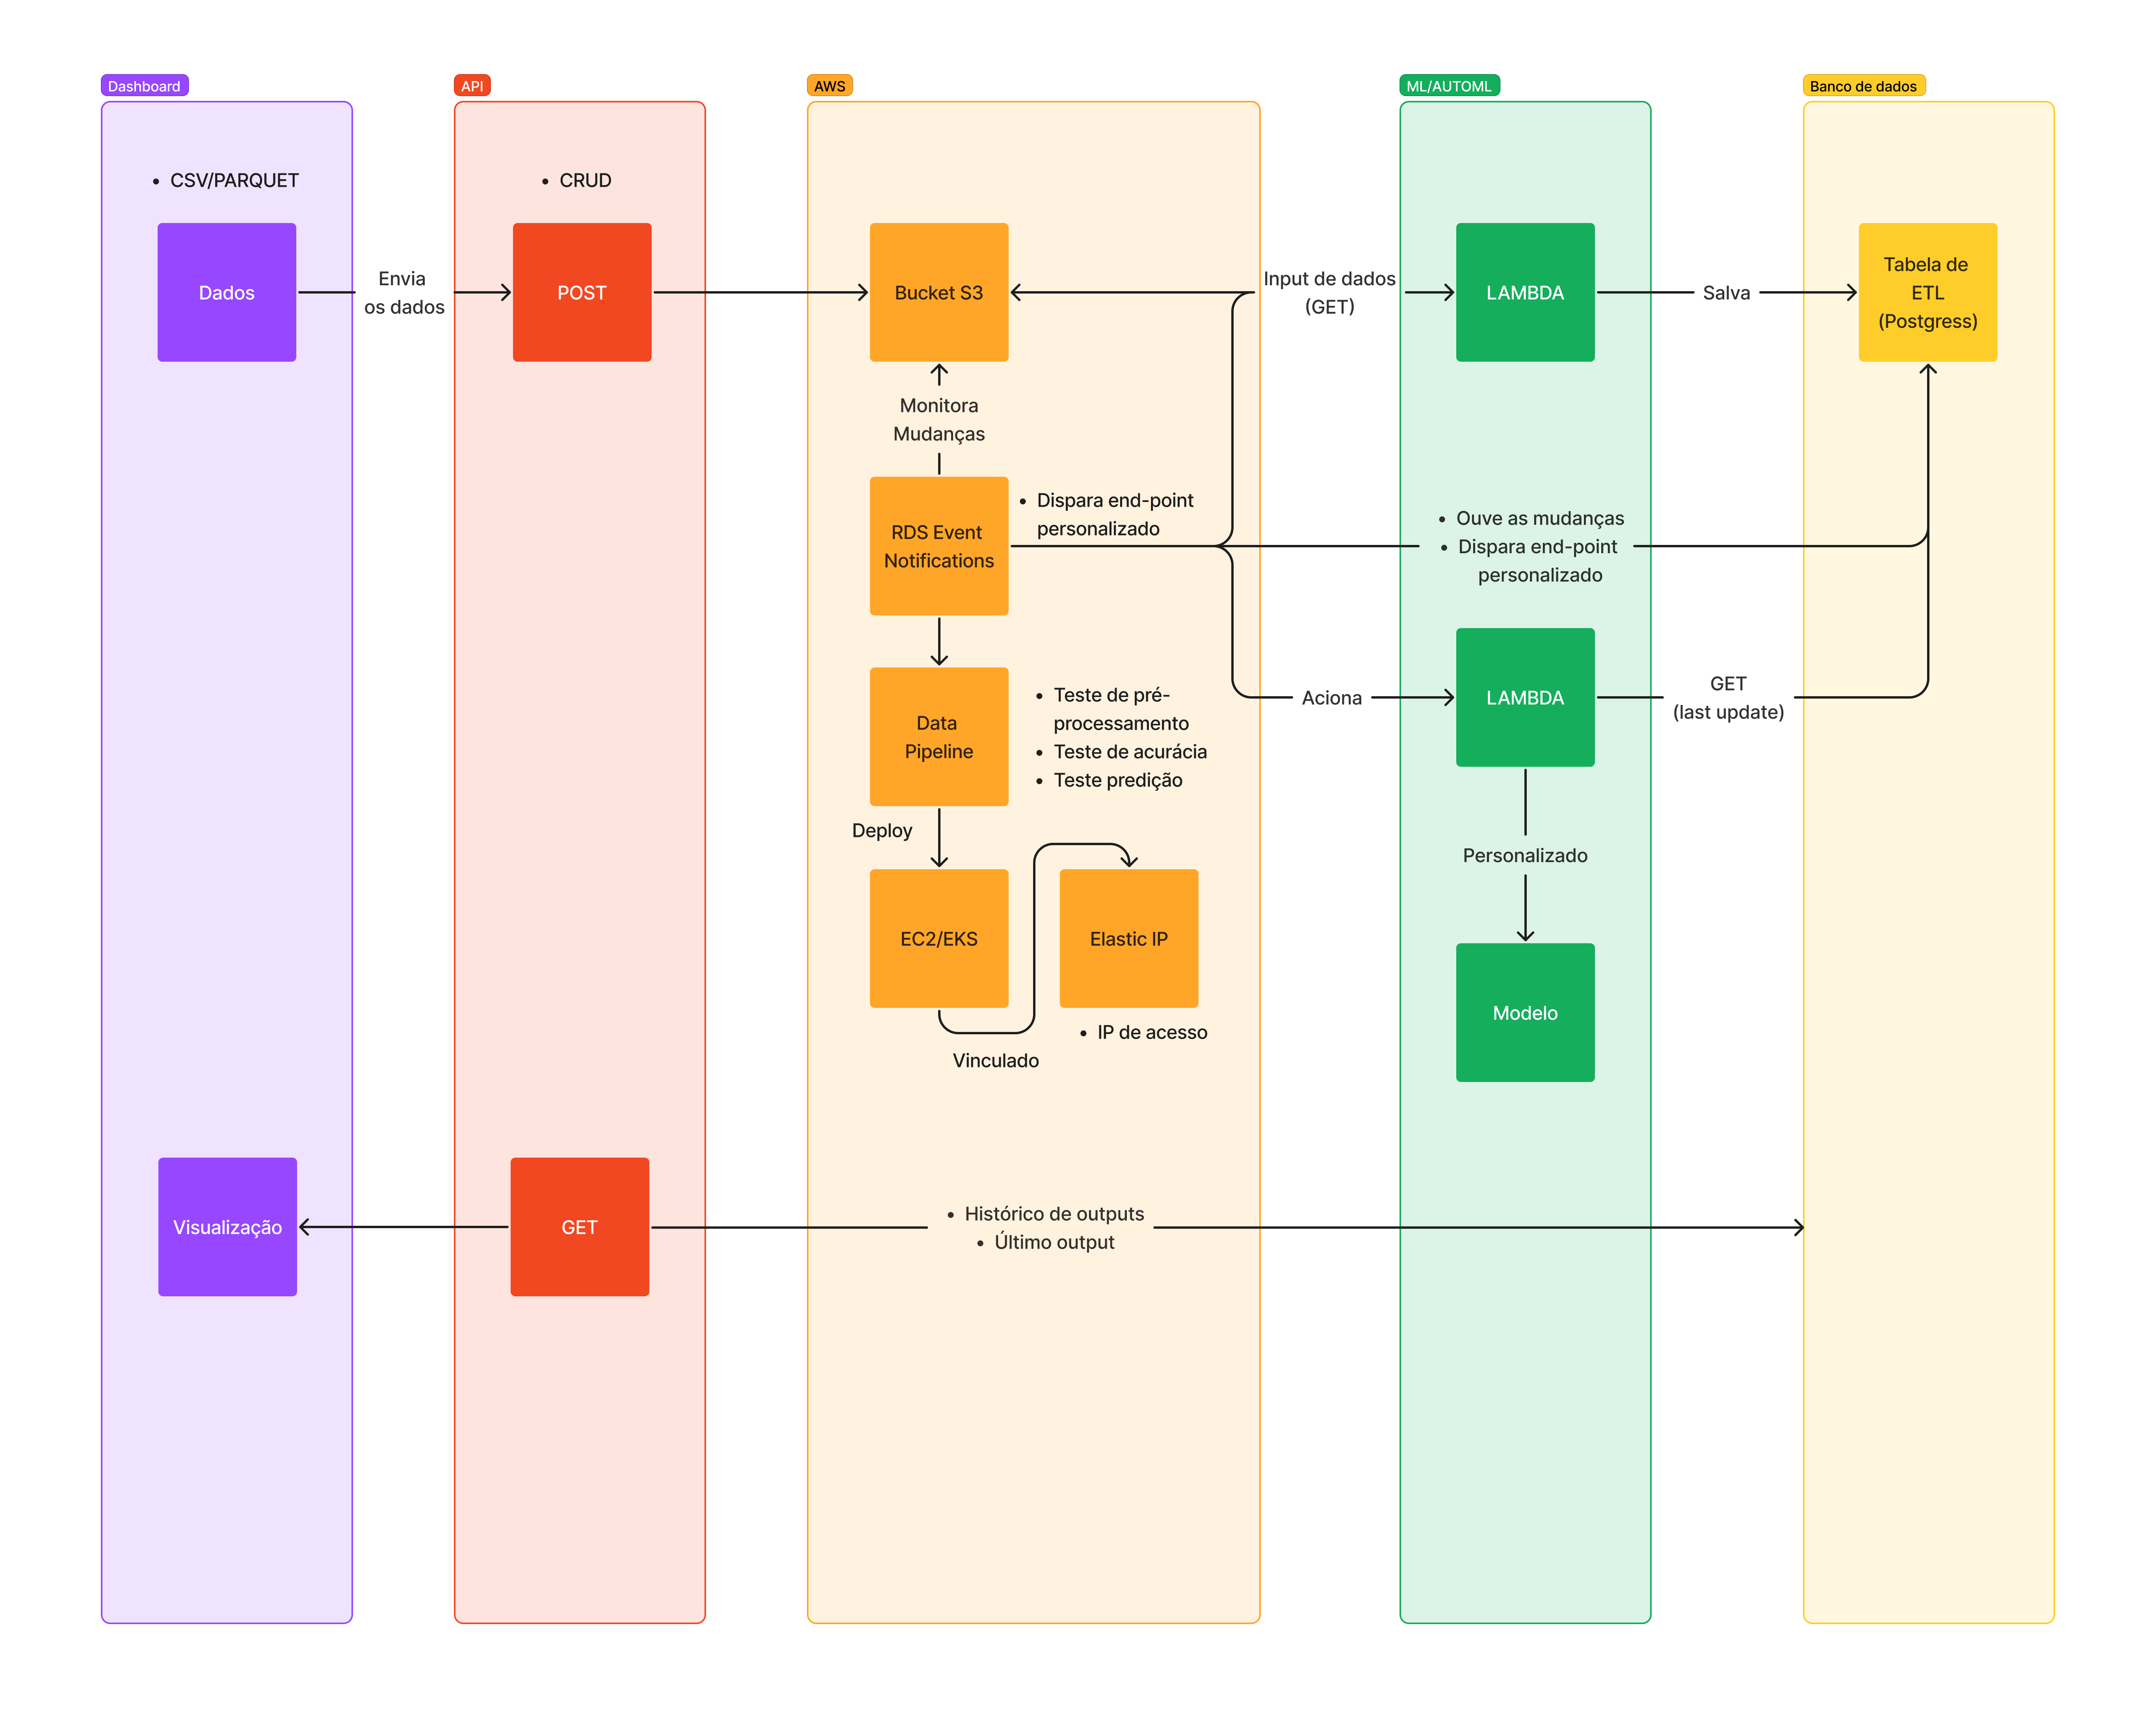 Dashboard
API
AWS
ML/AUTOML
Banco de dados
• CSV/PARQUET
• CRUD
Dados
Envia
os dados
POST
Bucket S3
Input de dados
(GET)
LAMBDA
Salva
Tabela de
ETL
(Postgress)
Monitora
Mudanças
RDS Event
Notifications
• Dispara end-point
personalizado
• Ouve as mudanças
• Dispara end-point
personalizado
Data
Pipeline
• Teste de pré-
processamento
• Teste de acurácia
• Teste predição
Aciona
LAMBDA
GET
(last update)
Deploy
Personalizado
EC2/EKS
Elastic IP
Modelo
• IP de acesso
Vinculado
Visualização
GET
• Histórico de outputs
• Último output